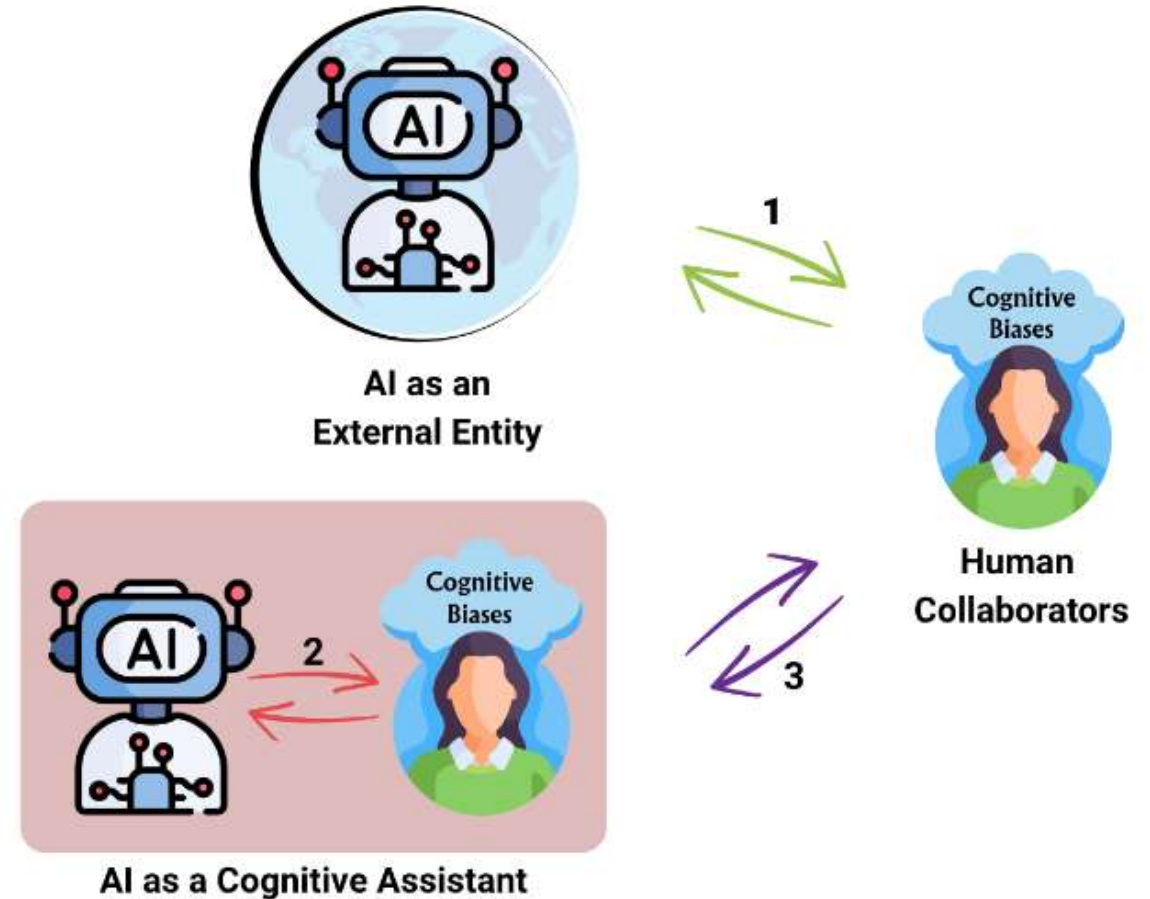 AI
AI as an
External Entity
1
Cognitive
Biases
Human
Collaborators
AI
2
Cognitive
Biases
3
AI as a Cognitive Assistant